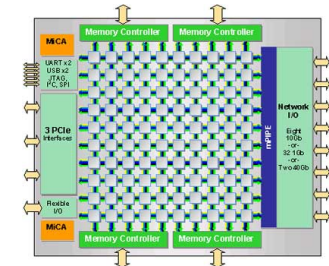 Memory Controller
Memory Controller
MiCA
UART x2
USB x2
JTAG,
I²C, SPI
3 PCIe
Interfaces
Flexible
I/O
MiCA
mPIPE
Network
I/O
Eight
10Gb
-or-
32 1Gb
-or-
Two 40Gb
Memory Controller
Memory Controller